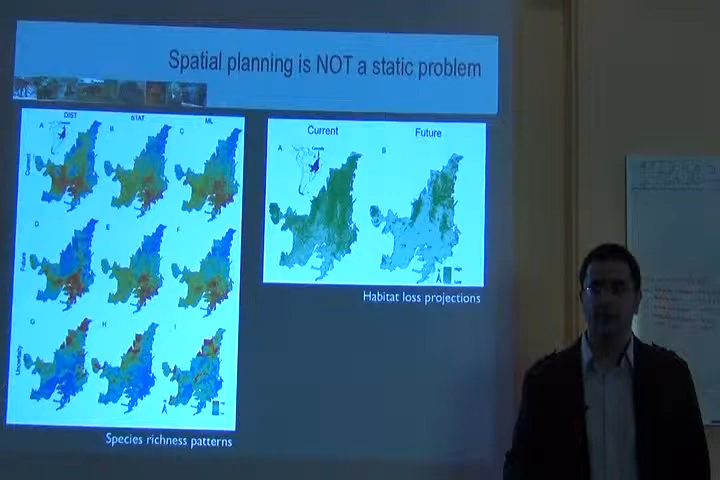 Spatial planning is NOT a static problem
DIST STAT ML
A B C
Current
D E F
Future
G H I
Uncertainty
Species richness patterns
Current Future
A B
Habitat loss projections